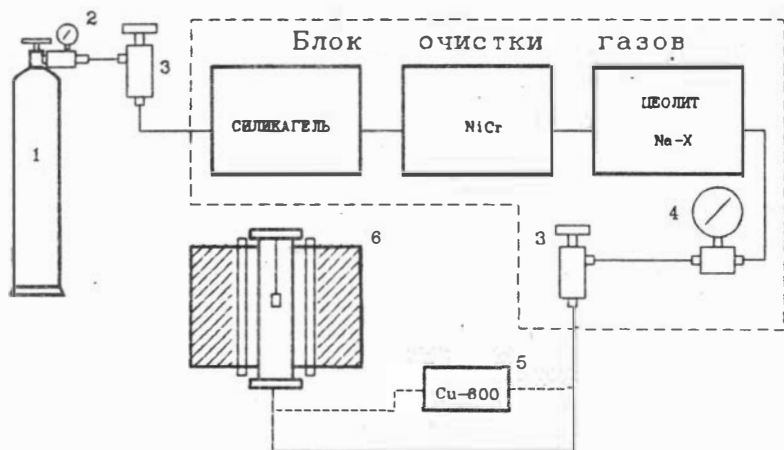 2
Блок очистки газов
3
СИЛИКАГЕЛЬ
NiCr
ЦЕОЛИТ
Na-X
1
4
3
6
5
Cu-800